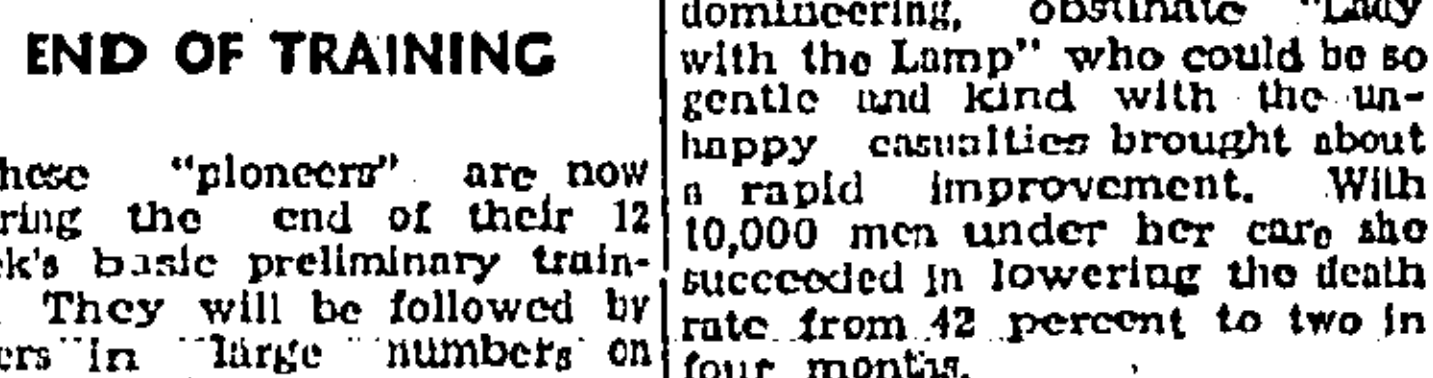 END OF TRAINING
hese "pioneers" are now
ring the end of their 12
ek's basic preliminary train-
. They will be followed by
ers in large numbers on
domineering, obstinate "Lady
with the Lamp" who could be so
gentle and kind with the un-
happy casualties brought about
a rapid improvement. With
10,000 men under her care she
succeeded in lowering the death
rate from 42 percent to two in
four months.